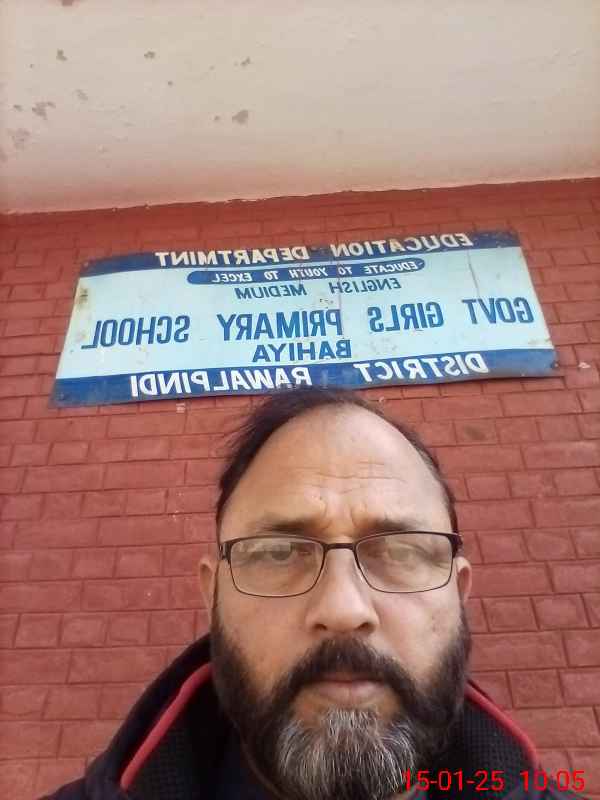 EDUCATION DEPARTMINT
EDUCATE TO YOUTH TO EXCEL
ENGLISH MEDIUM
GOVT GIRLS PRIMARY SCHOOL
BAHIYA
DISTRICT RAWALPINDI
15-01-25 10:05